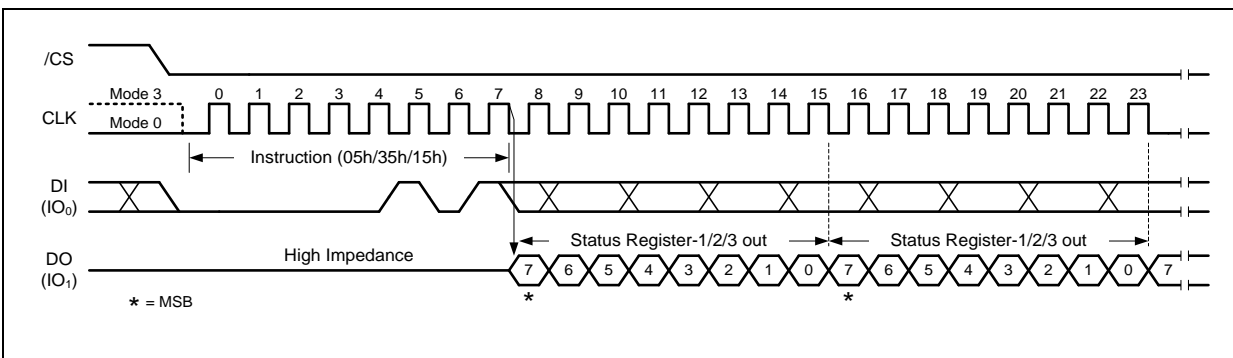 /CS
Mode 3
0 1 2 3 4 5 6 7 8 9 10 11 12 13 14 15 16 17 18 19 20 21 22 23
CLK
Mode 0
Instruction (05h/35h/15h)
DI
(IO0)
Status Register-1/2/3 out Status Register-1/2/3 out
High Impedance
DO
(IO1)
7 6 5 4 3 2 1 0 7 6 5 4 3 2 1 0 7
* *
* = MSB